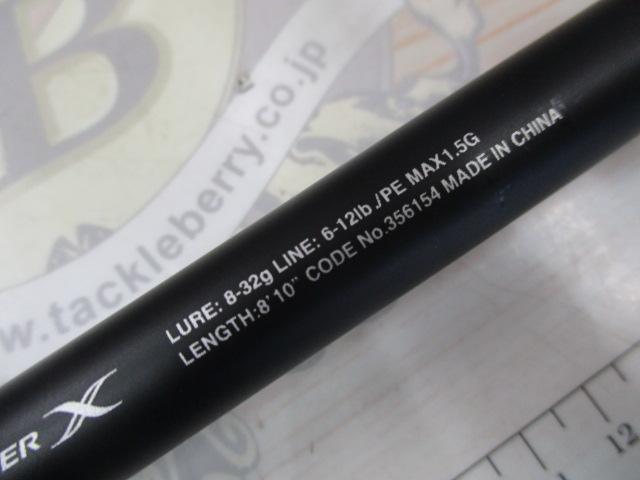 B
www.tackleberry.co.jp
LURE: 8-32g LINE: 6-12lb./PE MAX1.5G
LENGTH:8'10" CODE No.356154 MADE IN CHINA
ER X
12